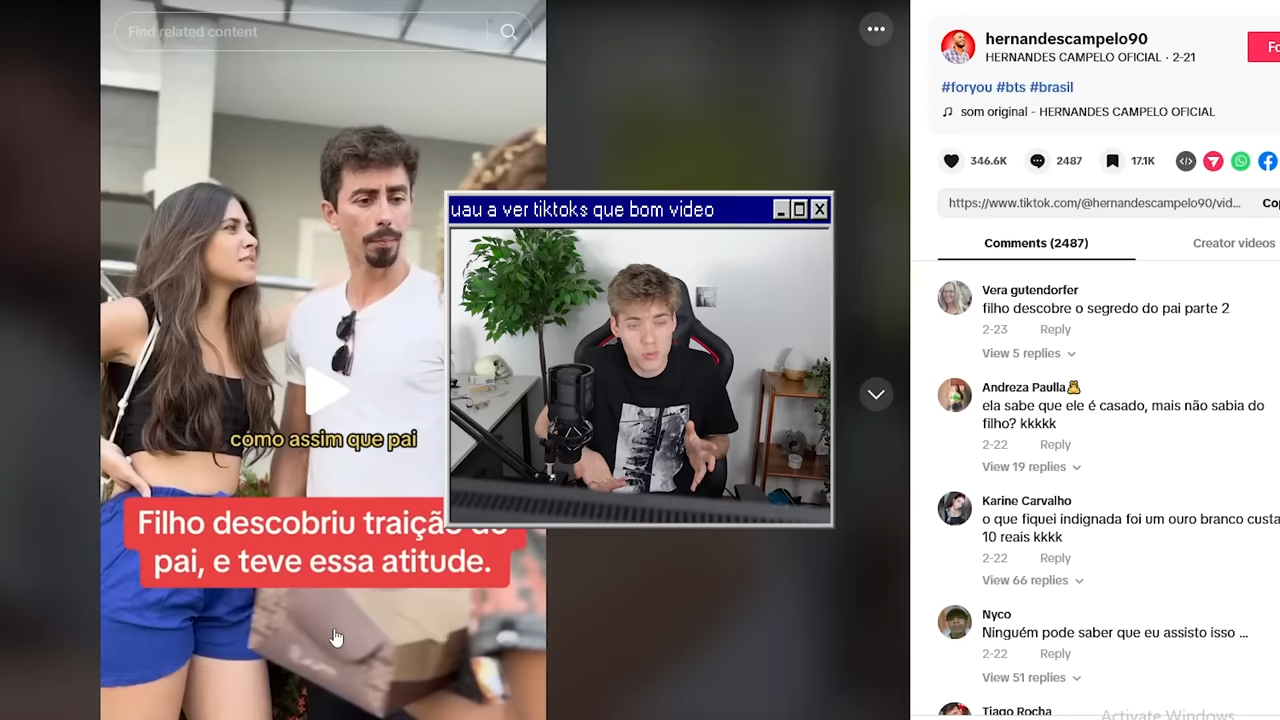 Find related content
como assim que pai
Filho descobriu traição do
pai, e teve essa atitude.
uau a ver tiktoks que bom video
hernandescampelo90
HERNANDES CAMPELO OFICIAL · 2-21
Fo
#foryou #bts #brasil
som original - HERNANDES CAMPELO OFICIAL
346.6K
2487
17.1K
https://www.tiktok.com/@hernandescampelo90/vid...
Cop
Comments (2487)
Creator videos
Vera gutendorfer
filho descobre o segredo do pai parte 2
2-23 Reply
View 5 replies
Andreza Paulla🧸
ela sabe que ele é casado, mais não sabia do
filho? kkkkk
2-22 Reply
View 19 replies
Karine Carvalho
o que fiquei indignada foi um ouro branco custa
10 reais kkkk
2-22 Reply
View 66 replies
Nyco
Ninguém pode saber que eu assisto isso ...
2-22 Reply
View 51 replies
Tiago Rocha
Activate Windows